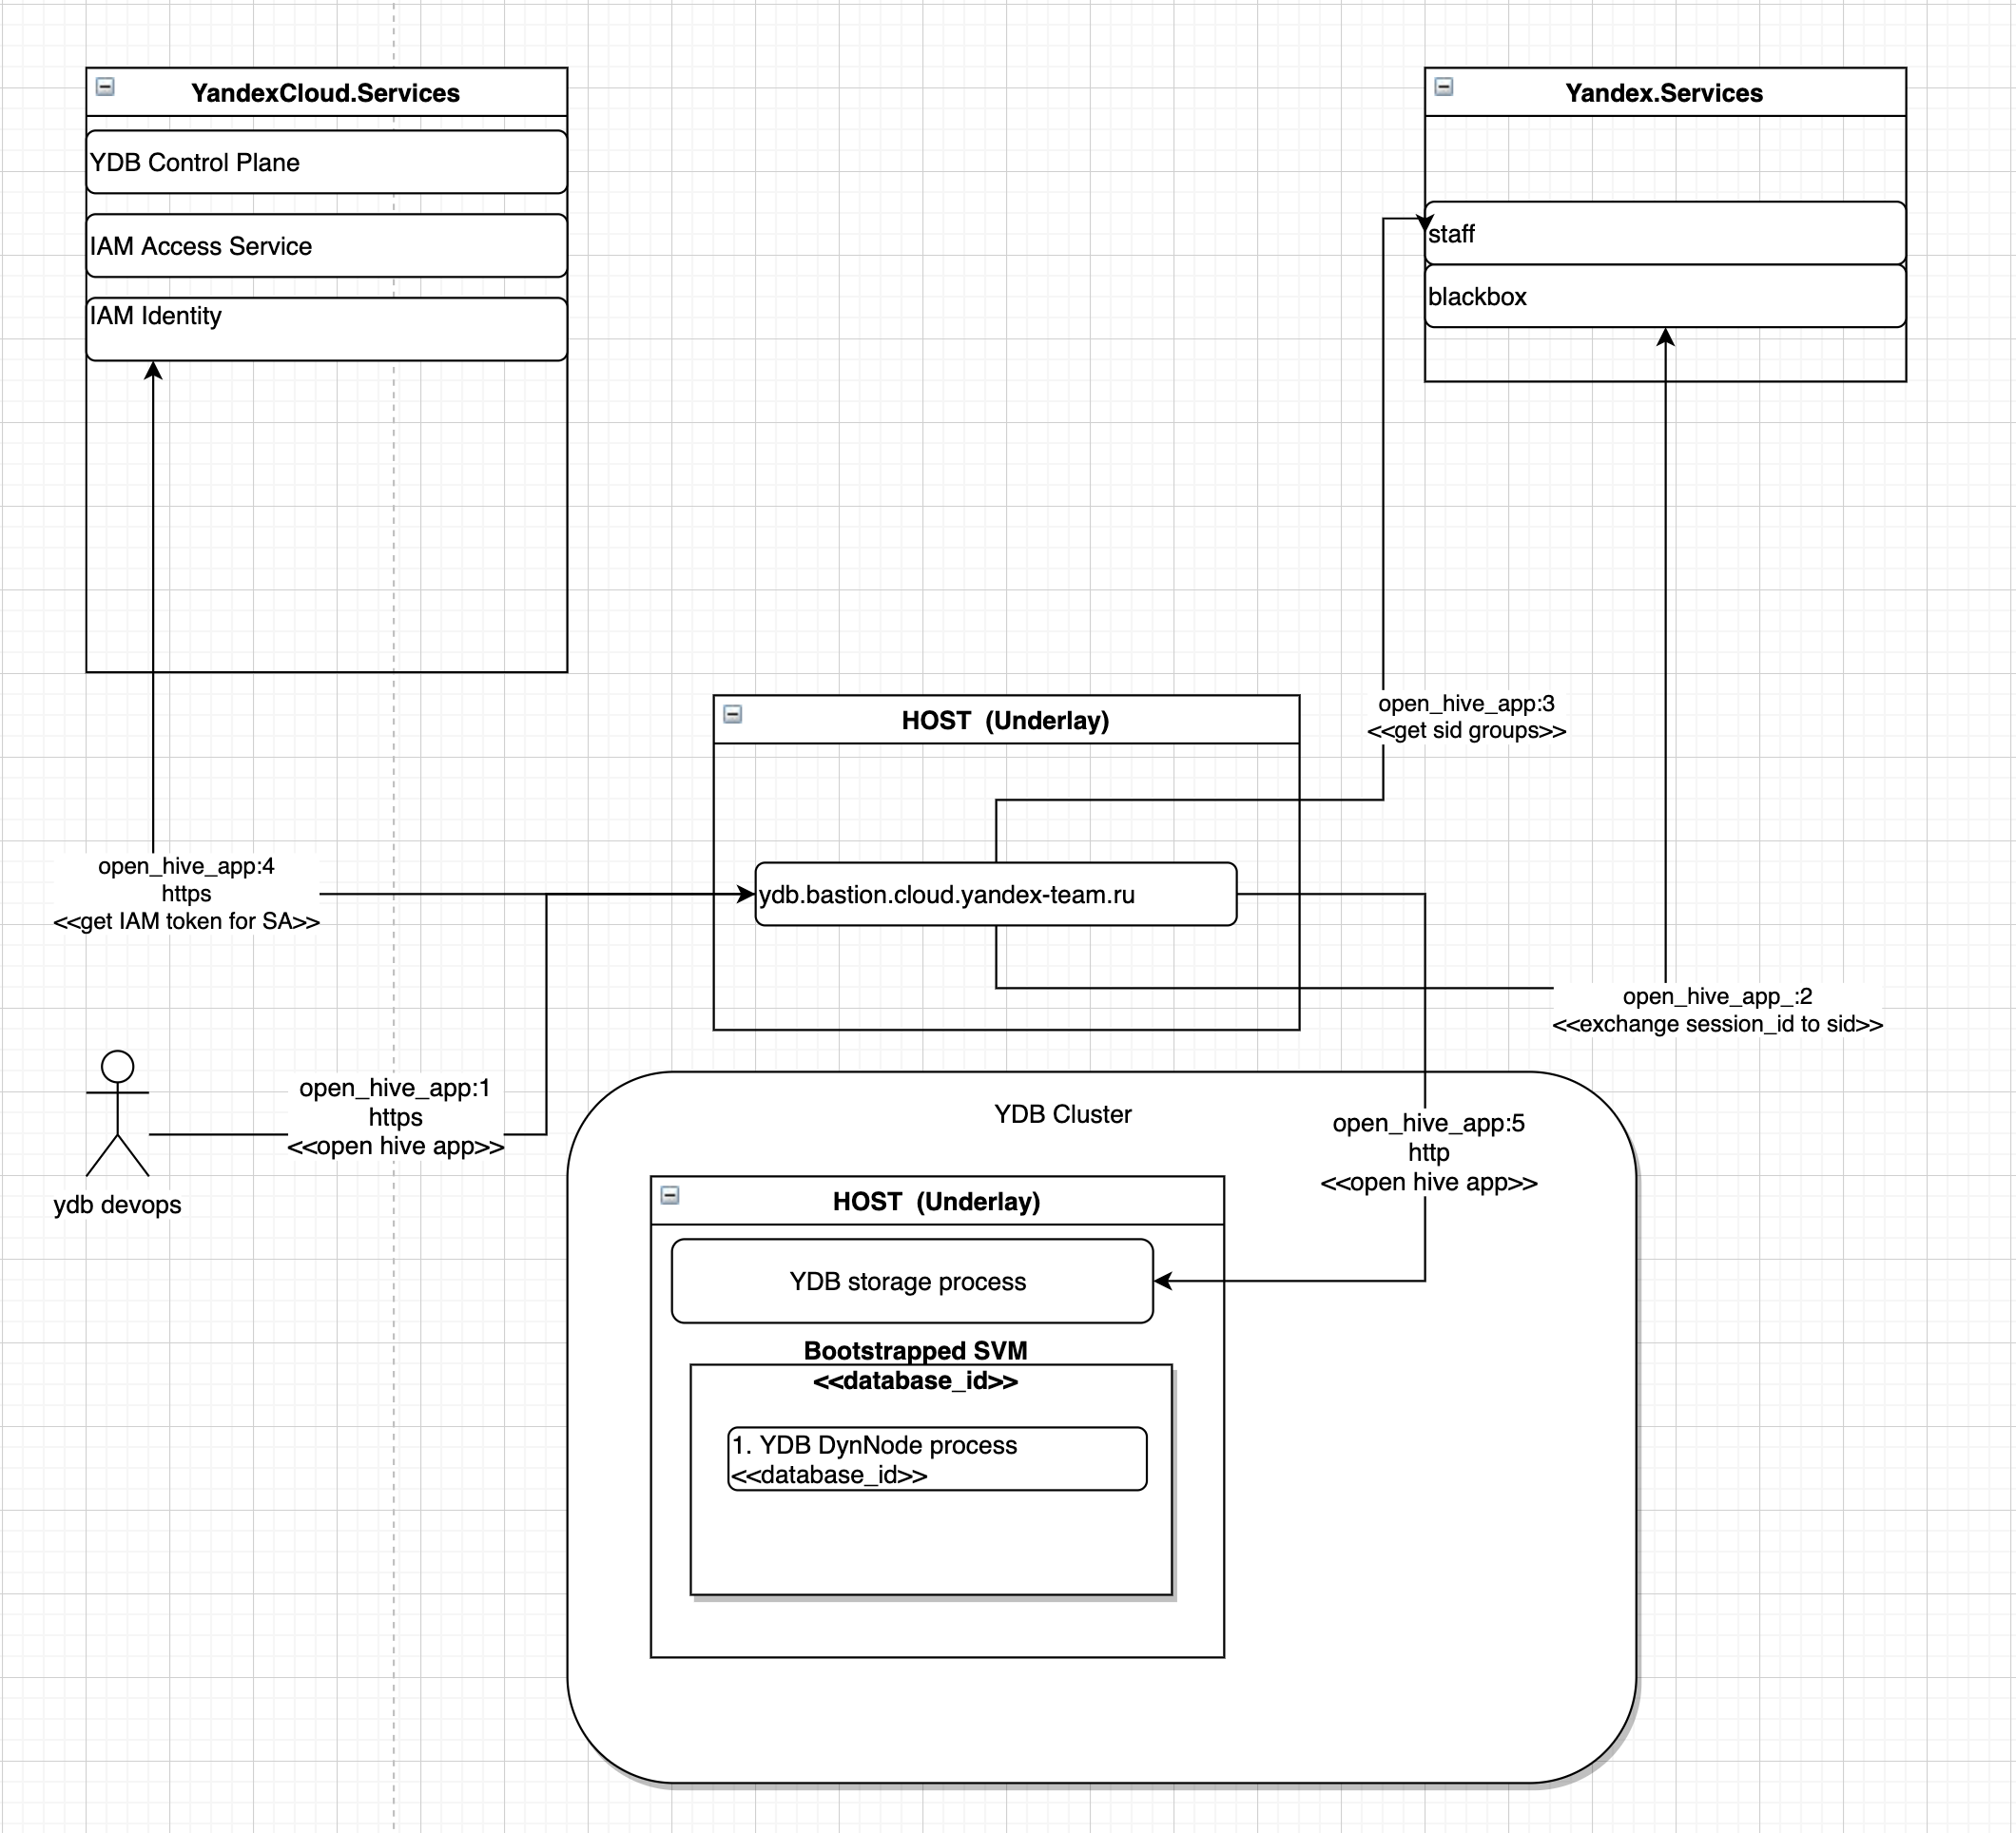 YandexCloud.Services
YDB Control Plane
IAM Access Service
IAM Identity
Yandex.Services
staff
blackbox
open_hive_app:3
<<get sid groups>>
HOST  (Underlay)
ydb.bastion.cloud.yandex-team.ru
open_hive_app:4
https
<<get IAM token for SA>>
open_hive_app_:2
<<exchange session_id to sid>>
open_hive_app:1
https
<<open hive app>>
ydb devops
YDB Cluster
open_hive_app:5
http
<<open hive app>>
HOST  (Underlay)
YDB storage process
Bootstrapped SVM
<<database_id>>
1. YDB DynNode process
<<database_id>>